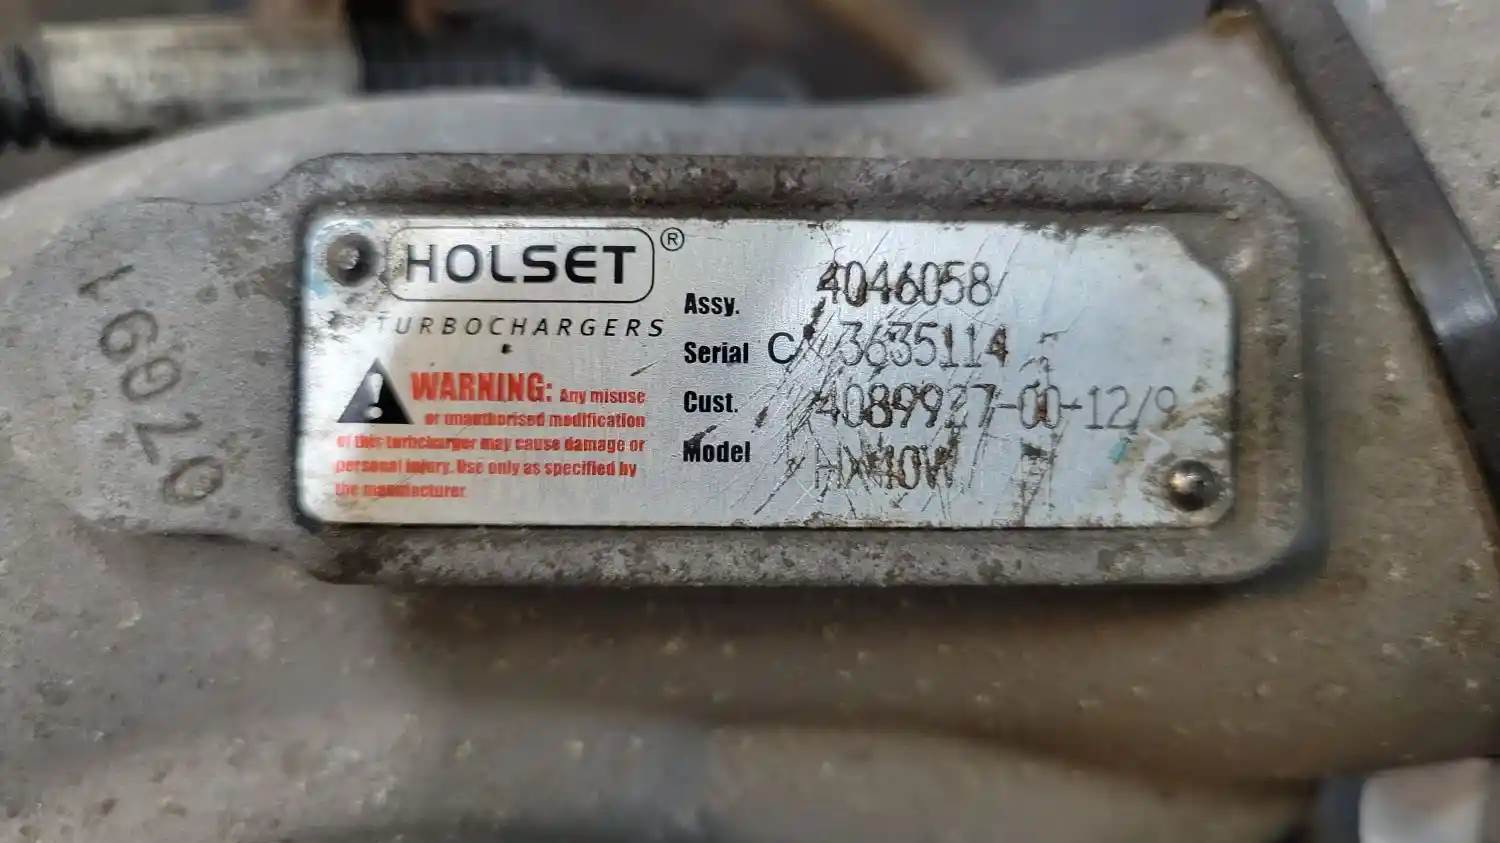 HOLSET ®
TURBOCHARGERS
WARNING: Any misuse
or unauthorised modification
of this turbocharger may cause damage or
personal injury. Use only as specified by
the manufacturer
Assy. 4046058
Serial C 3635114
Cust. 4089927-00-12/9
Model HX40W